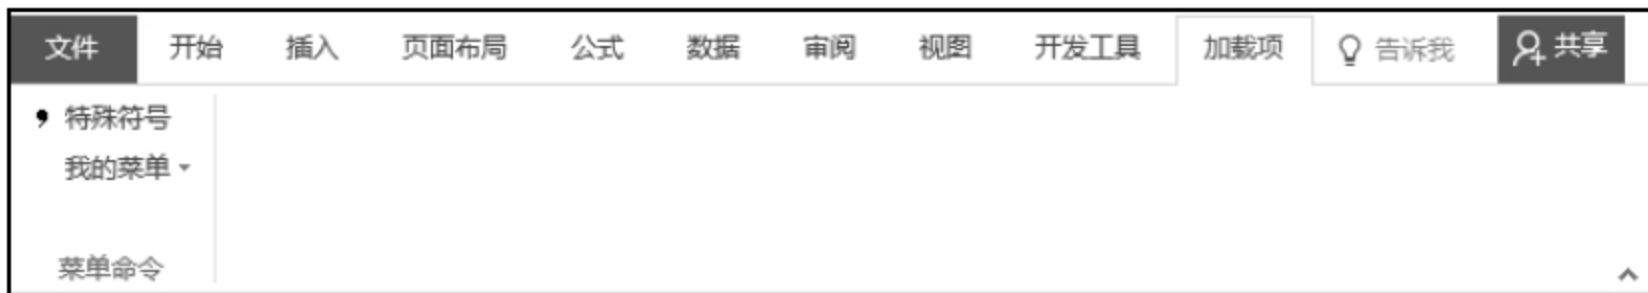 文件 开始 插入 页面布局 公式 数据 审阅 视图 开发工具 加载项 告诉我 共享
特殊符号
我的菜单
菜单命令